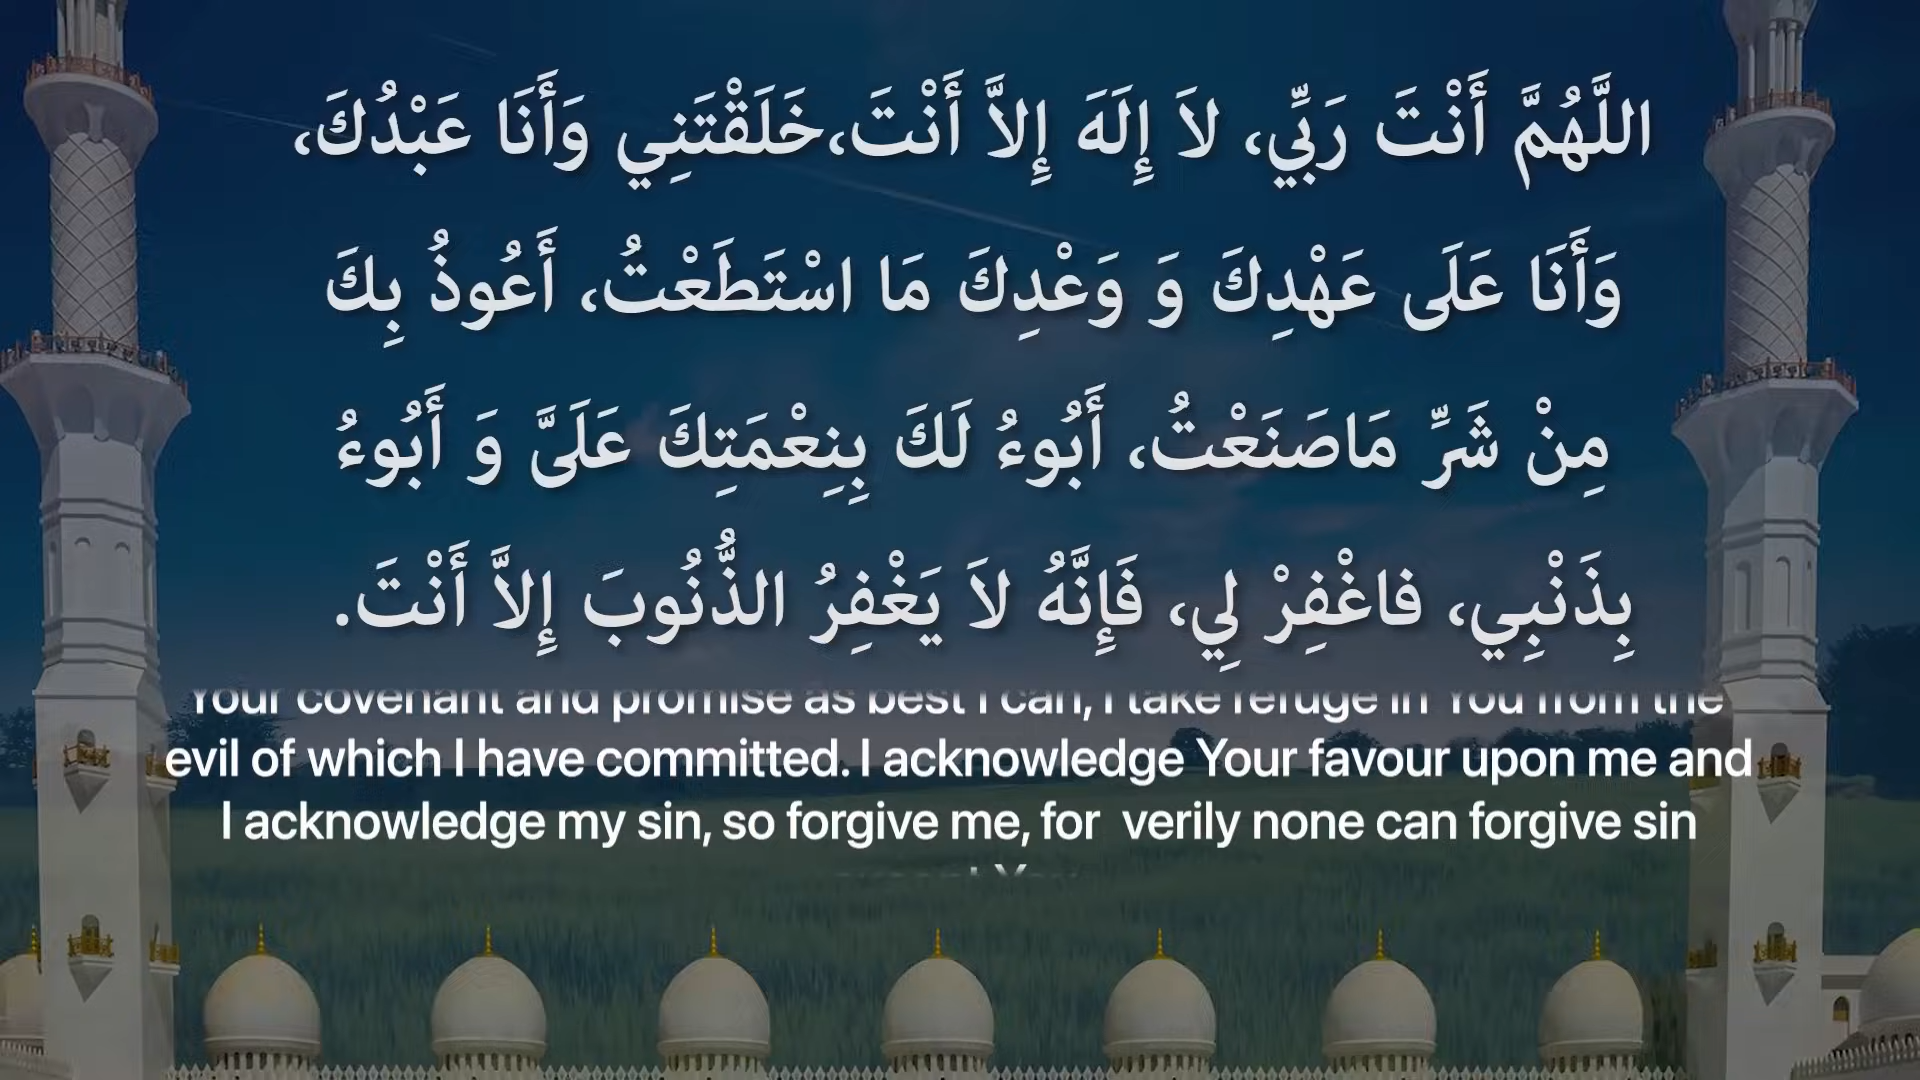 اللَّهُمَّ أَنْتَ رَبِّي، لاَ إِلَهَ إِلاَّ أَنْتَ،خَلَقْتَنِي وَأَنَا عَبْدُكَ،
وَأَنَا عَلَى عَهْدِكَ وَ وَعْدِكَ مَا اسْتَطَعْتُ، أَعُوذُ بِكَ
مِنْ شَرِّ مَاصَنَعْتُ، أَبُوءُ لَكَ بِنِعْمَتِكَ عَلَىَّ وَ أَبُوءُ
بِذَنْبِي، فاغْفِرْ لِي، فَإِنَّهُ لاَ يَغْفِرُ الذُّنُوبَ إِلاَّ أَنْتَ.
Your covenant and promise as best I can, I take refuge in You from the
evil of which I have committed. I acknowledge Your favour upon me and
I acknowledge my sin, so forgive me, for verily none can forgive sin